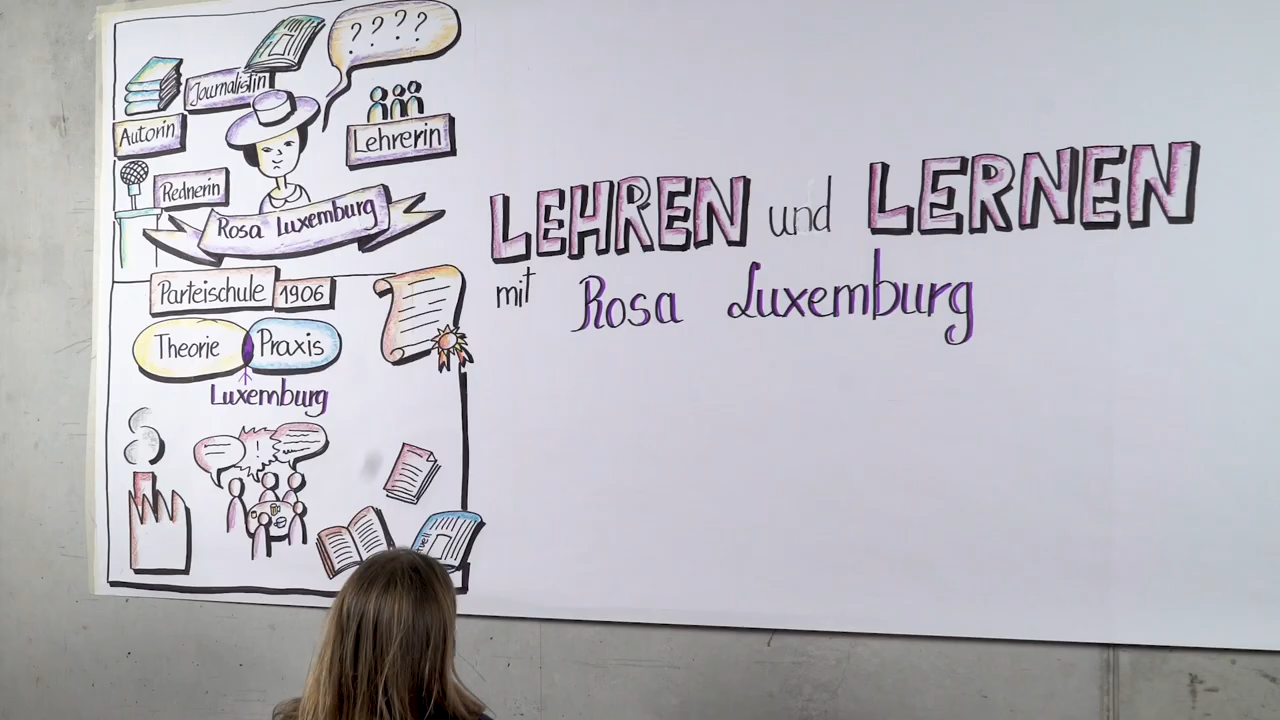 ? ? ? ?
Journalistin
Autorin
Lehrerin
Rednerin
Rosa Luxemburg
Parteischule 1906
Theorie Praxis
Luxemburg
!
LEHREN und LERNEN
mit Rosa Luxemburg